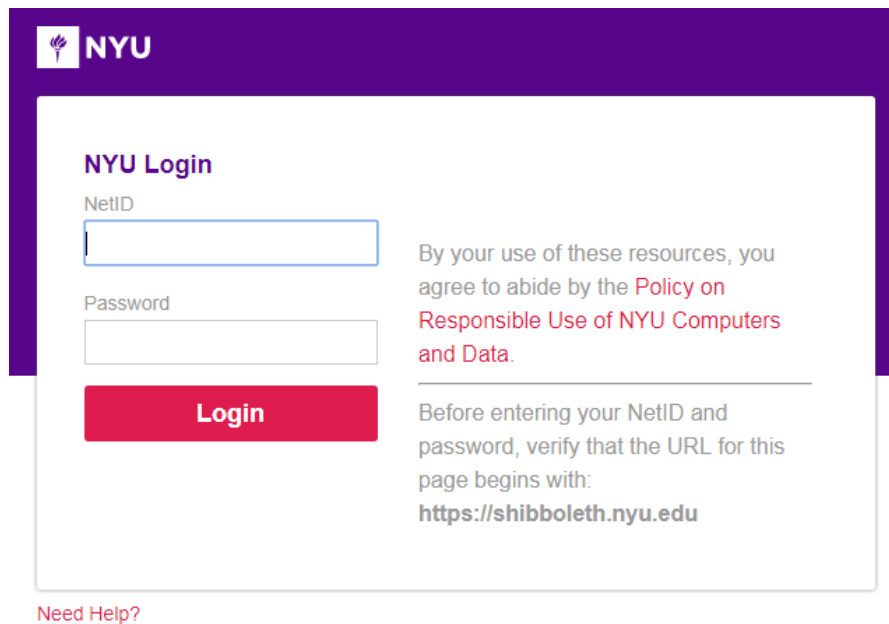 NYU
NYU Login
NetID
Password
Login
By your use of these resources, you
agree to abide by the Policy on
Responsible Use of NYU Computers
and Data.
Before entering your NetID and
password, verify that the URL for this
page begins with:
https://shibboleth.nyu.edu
Need Help?